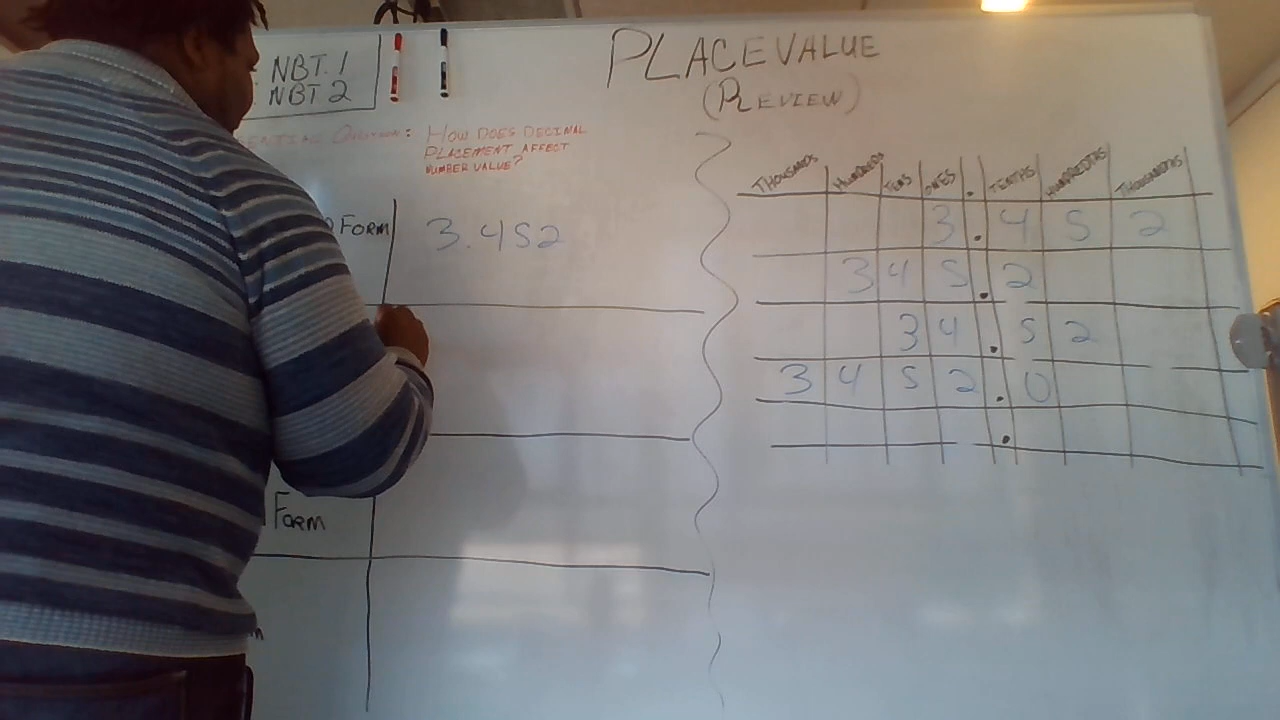 NBT.1
NBT 2
PLACE VALUE
(REVIEW)
QUESTION: HOW DOES DECIMAL
PLACEMENT AFFECT
NUMBER VALUE?
FORM
3.452
FORM
THOUSANDS HUNDREDS TENS ONES . TENTHS HUNDREDTHS THOUSANDTHS
3 . 4 5 2
3 4 5 . 2
3 4 . 5 2
3 4 5 2 . 0
.